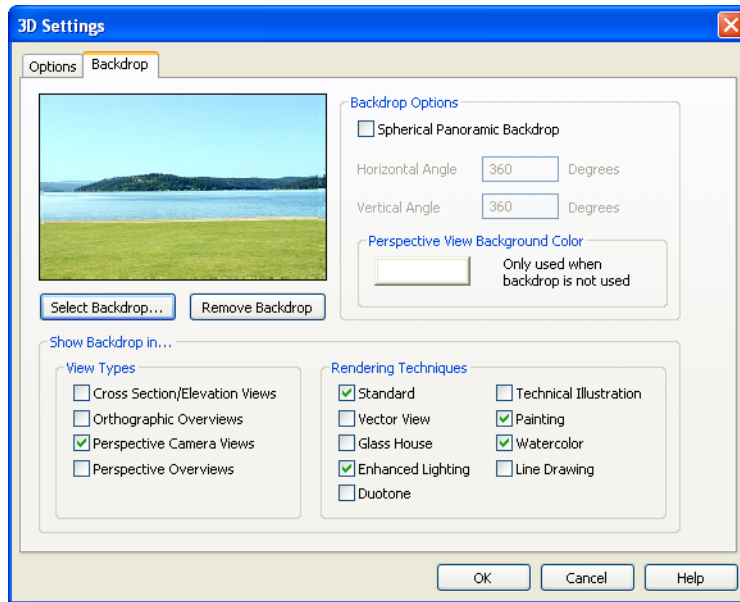 3D Settings
Options
Backdrop
Backdrop Options
Spherical Panoramic Backdrop
Horizontal Angle 360 Degrees
Vertical Angle 360 Degrees
Perspective View Background Color
Only used when
backdrop is not used
Select Backdrop...
Remove Backdrop
Show Backdrop in...
View Types
Cross Section/Elevation Views
Orthographic Overviews
Perspective Camera Views
Perspective Overviews
Rendering Techniques
Standard
Vector View
Glass House
Enhanced Lighting
Duotone
Technical Illustration
Painting
Watercolor
Line Drawing
OK
Cancel
Help